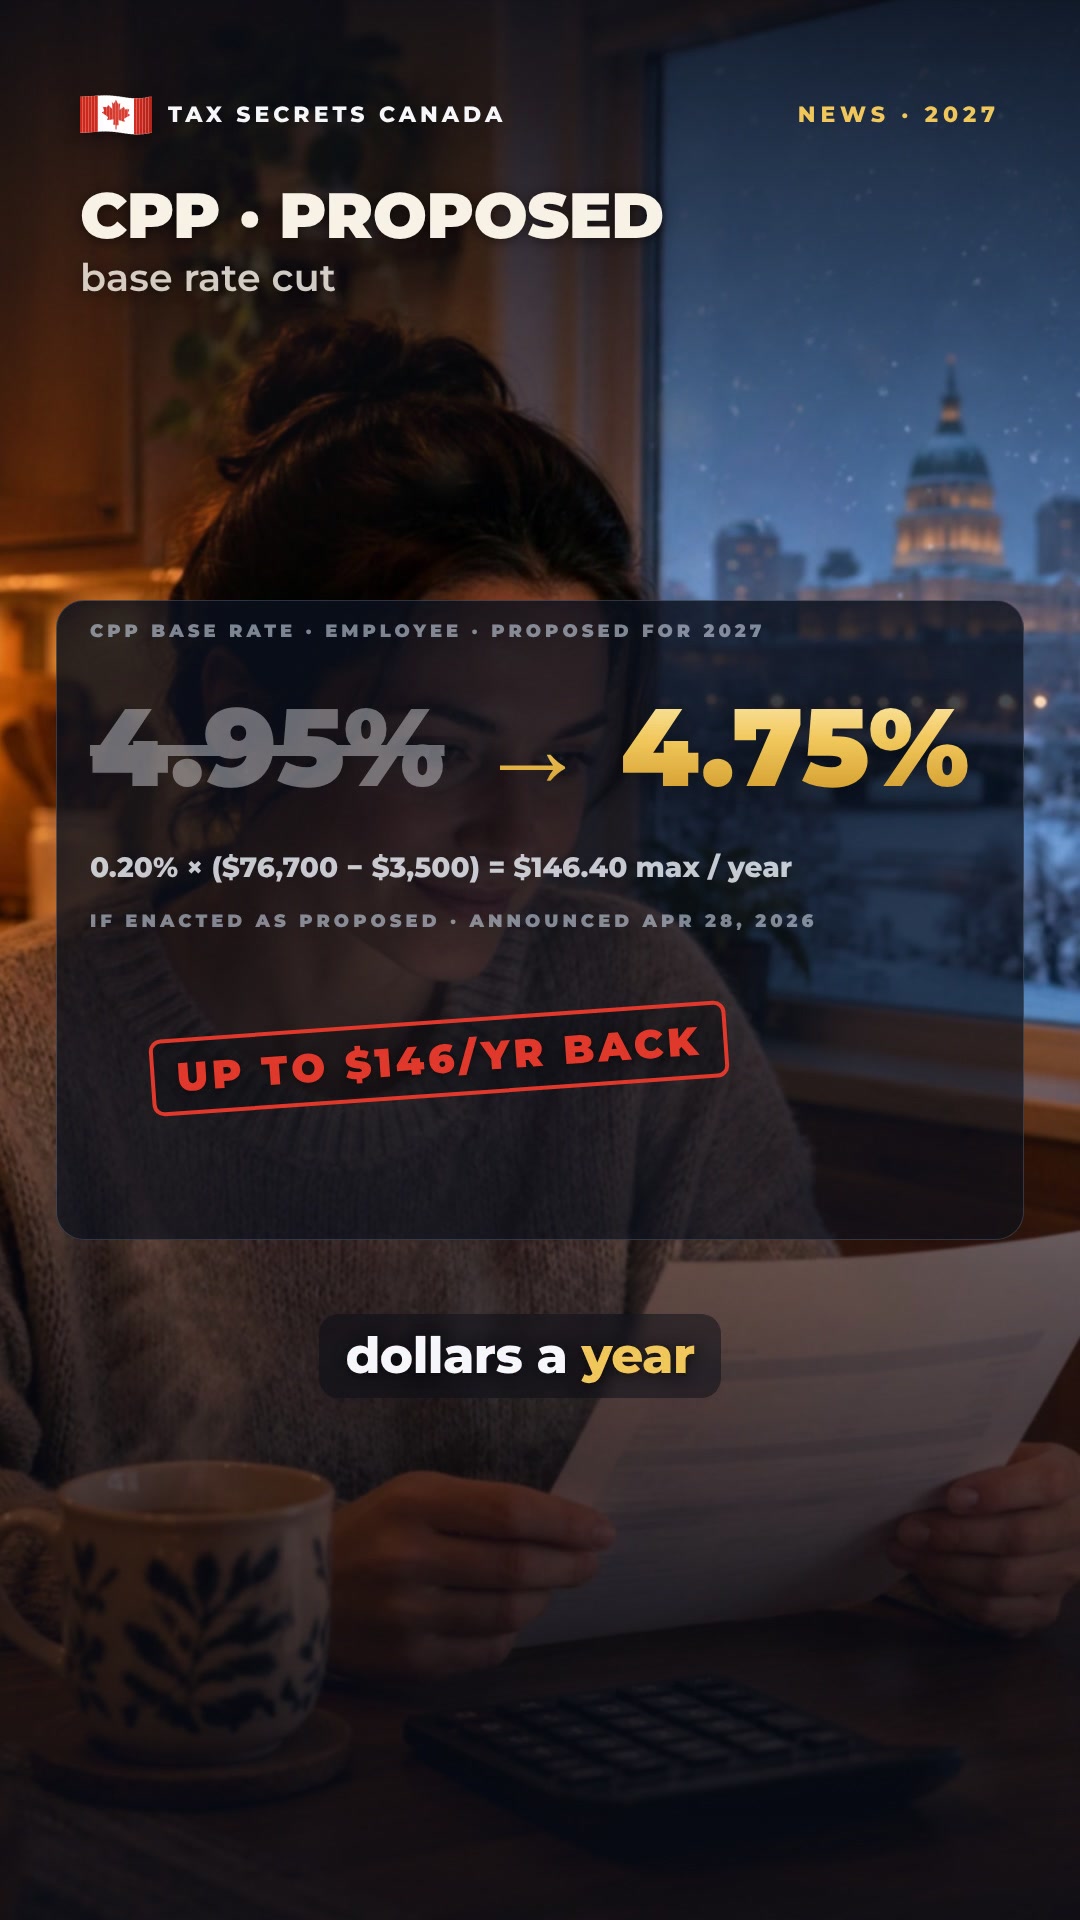 TAX SECRETS CANADA
NEWS · 2027
CPP · PROPOSED
base rate cut
CPP BASE RATE · EMPLOYEE · PROPOSED FOR 2027
4.95% → 4.75%
0.20% × ($76,700 − $3,500) = $146.40 max / year
IF ENACTED AS PROPOSED · ANNOUNCED APR 28, 2026
UP TO $146/YR BACK
dollars a year